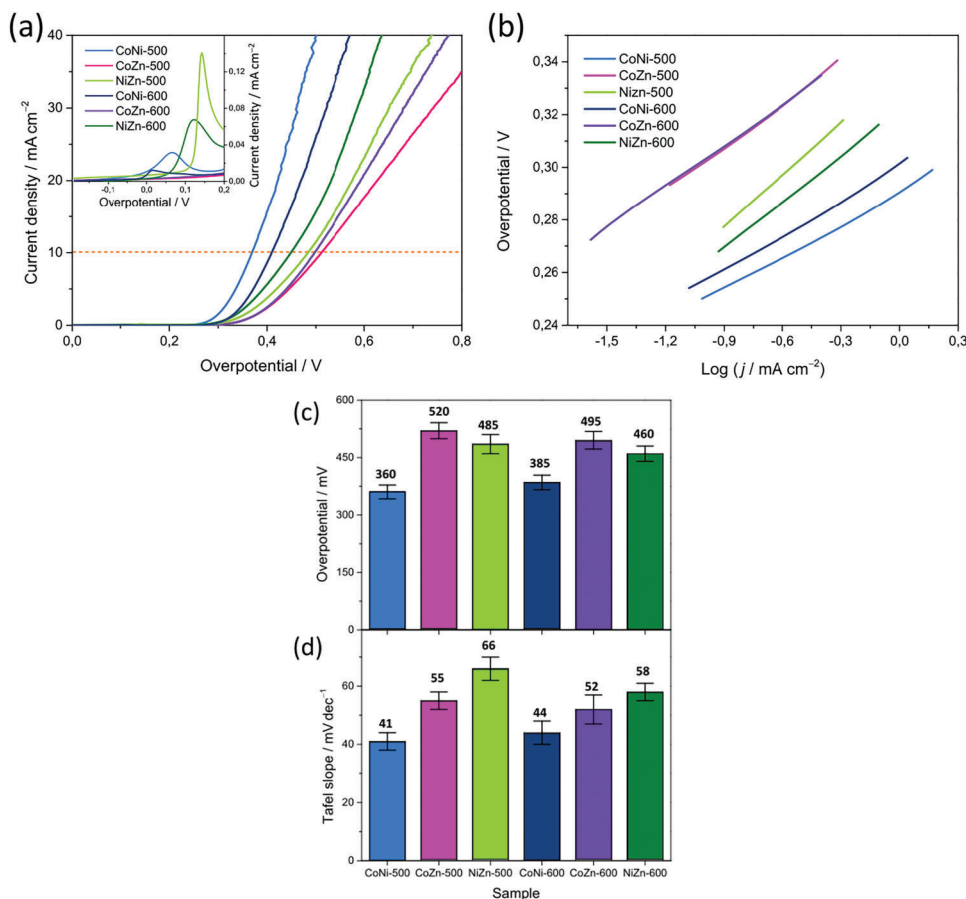 (a)
40
30
20
10
0
Current density / mA cm⁻²
0,0
0,2
0,4
0,6
0,8
Overpotential / V
CoNi-500
CoZn-500
NiZn-500
CoNi-600
CoZn-600
NiZn-600
0,12
0,08
0,04
0,00
Current density / mA cm⁻²
-0,1
0,0
0,1
0,2
Overpotential / V
(b)
0,34
0,32
0,30
0,28
0,26
0,24
Overpotential / V
CoNi-500
CoZn-500
Nizn-500
CoNi-600
CoZn-600
NiZn-600
-1,5
-1,2
-0,9
-0,6
-0,3
0,0
0,3
Log (j / mA cm⁻²)
(c)
600
450
300
150
0
Overpotential / mV
360
520
485
385
495
460
(d)
60
40
20
0
Tafel slope / mV dec⁻¹
41
55
66
44
52
58
CoNi-500
CoZn-500
NiZn-500
CoNi-600
CoZn-600
NiZn-600
Sample